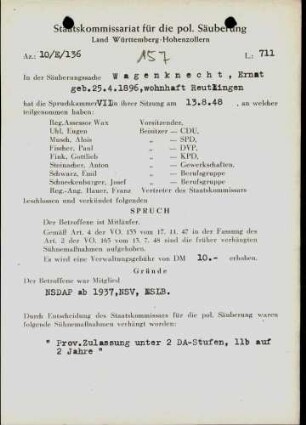 Staatskommissariat für die pol. Säuberung
Land Württemberg-Hohenzollern
Az.: 10/E/136 157 L: 711
In der Säuberungssache Wagenknecht, Ernst
geb.25.4.1896,wohnhaft Reutlingen
hat die Spruchkammer VII in ihrer Sitzung am 13.8.48, an welcher
teilgenommen haben:
Reg.Assessor Wax Vorsitzender,
Uhl, Eugen Beisitzer — CDU,
Musch, Alois „ — SPD,
Fischer, Paul „ — DVP,
Fink, Gottlich „ — KPD,
Steinacher, Anton „ — Gewerkschaften,
Schwarz, Emil „ — Berufsgruppe
Schneckenburger, Josef „ — Berufsgruppe
Reg.-Ang. Hauer, Franz Vertreter des Staatskommissars
beschlossen und verkündet folgenden
SPRUCH
Der Betroffene ist Mitläufer.
Gemäß Art. 4 der VO. 133 vom 17. 11. 47 in der Fassung des
Art. 2 der VO. 165 vom 13. 7. 48 sind die früher verhängten
Sühnemaßnahmen aufgehoben.
Es wird eine Verwaltungsgebühr von DM 10.- erhoben.
Gründe
Der Betroffene war Mitglied
NSDAP ab 1937,NSV, NSLB.
Durch Entscheidung des Staatskommissars für die pol. Säuberung waren
folgende Sühnemaßnahmen verhängt worden:
" Prov.Zulassung unter 2 DA-Stufen, 11b auf
2 Jahre "